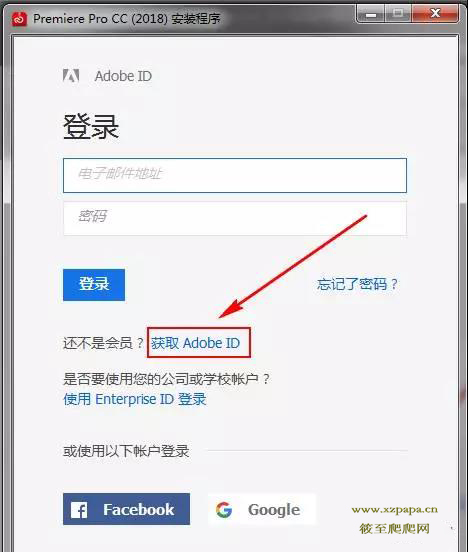 Premiere Pro CC (2018) 安装程序
Adobe ID
登录
电子邮件地址
密码
登录
忘记了密码？
还不是会员？获取 Adobe ID
是否要使用您的公司或学校帐户？
使用 Enterprise ID 登录
或使用以下帐户登录
Facebook
Google
www.xzpapa.cn
筱至爬爬网